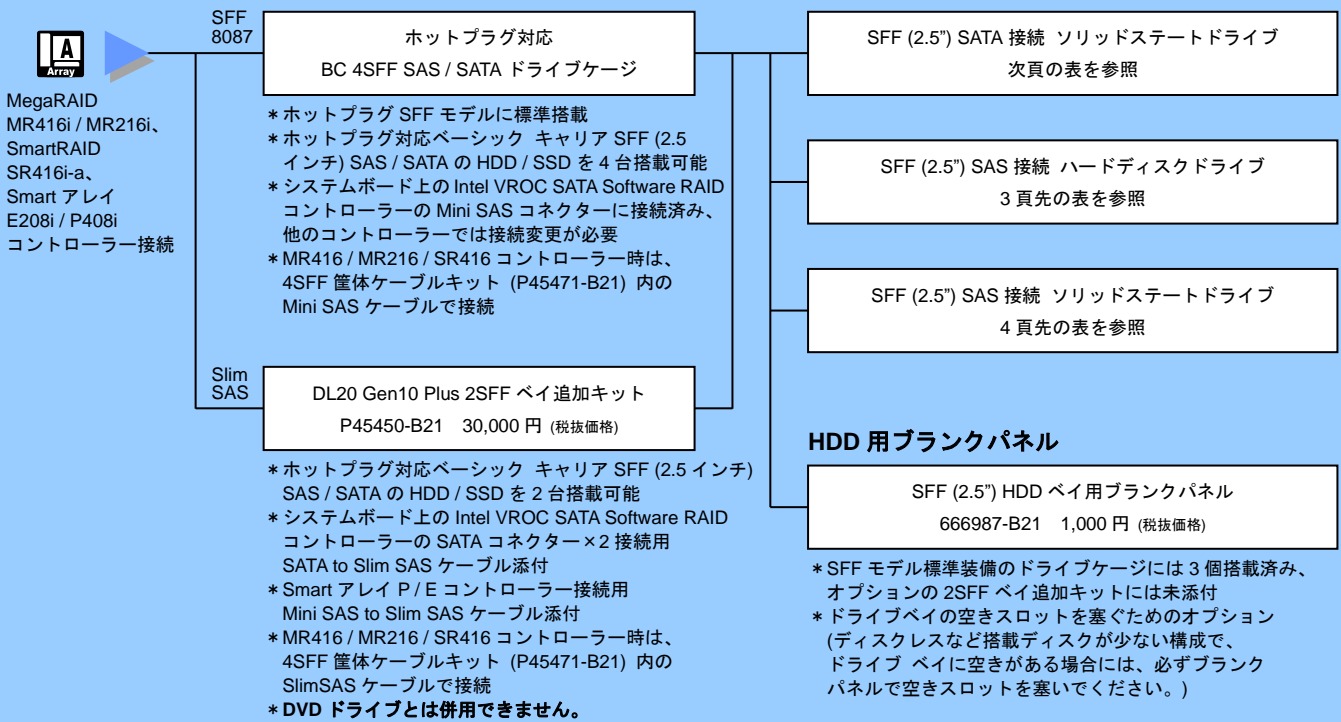 A
Array
MegaRAID
MR416i / MR216i、
SmartRAID
SR416i-a、
Smart アレイ
E208i / P408i
コントローラー接続
SFF
8087
ホットプラグ対応
BC 4SFF SAS / SATA ドライブケージ
＊ホットプラグ SFF モデルに標準搭載
＊ホットプラグ対応ベーシック キャリア SFF (2.5
インチ) SAS / SATA の HDD / SSD を 4 台搭載可能
＊システムボード上の Intel VROC SATA Software RAID
コントローラーの Mini SAS コネクターに接続済み、
他のコントローラーでは接続変更が必要
＊MR416 / MR216 / SR416 コントローラー時は、
4SFF 筐体ケーブルキット (P45471-B21) 内の
Mini SAS ケーブルで接続
Slim
SAS
DL20 Gen10 Plus 2SFF ベイ追加キット
P45450-B21 30,000 円 (税抜価格)
＊ホットプラグ対応ベーシック キャリア SFF (2.5 インチ)
SAS / SATA の HDD / SSD を 2 台搭載可能
＊システムボード上の Intel VROC SATA Software RAID
コントローラーの SATA コネクター×2 接続用
SATA to Slim SAS ケーブル添付
＊Smart アレイ P / E コントローラー接続用
Mini SAS to Slim SAS ケーブル添付
＊MR416 / MR216 / SR416 コントローラー時は、
4SFF 筐体ケーブルキット (P45471-B21) 内の
SlimSAS ケーブルで接続
＊DVD ドライブとは併用できません。
SFF (2.5”) SATA 接続 ソリッドステートドライブ
次頁の表を参照
SFF (2.5”) SAS 接続 ハードディスクドライブ
3 頁先の表を参照
SFF (2.5”) SAS 接続 ソリッドステートドライブ
4 頁先の表を参照
HDD 用ブランクパネル
SFF (2.5”) HDD ベイ用ブランクパネル
666987-B21 1,000 円 (税抜価格)
＊SFF モデル標準装備のドライブケージには 3 個搭載済み、
オプションの 2SFF ベイ追加キットには未添付
＊ドライブベイの空きスロットを塞ぐためのオプション
(ディスクレスなど搭載ディスクが少ない構成で、
ドライブ ベイに空きがある場合には、必ずブランク
パネルで空きスロットを塞いでください。)